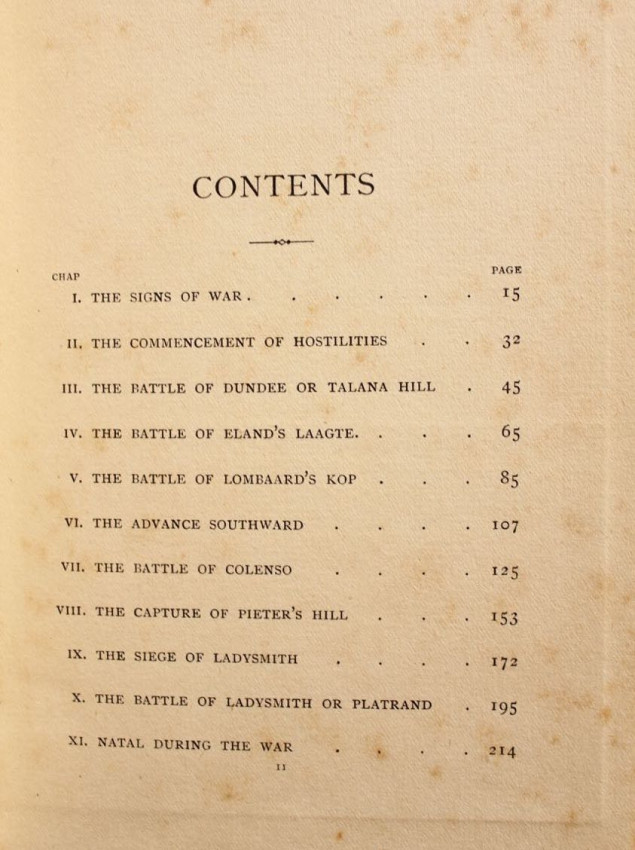 CONTENTS
CHAP PAGE
I. THE SIGNS OF WAR . . . . . . 15
II. THE COMMENCEMENT OF HOSTILITIES . . 32
III. THE BATTLE OF DUNDEE OR TALANA HILL . 45
IV. THE BATTLE OF ELAND'S LAAGTE. . . . 65
V. THE BATTLE OF LOMBAARD'S KOP . . . 85
VI. THE ADVANCE SOUTHWARD . . . . 107
VII. THE BATTLE OF COLENSO . . . . 125
VIII. THE CAPTURE OF PIETER'S HILL . . . 153
IX. THE SIEGE OF LADYSMITH . . . . 172
X. THE BATTLE OF LADYSMITH OR PLATRAND . 195
XI. NATAL DURING THE WAR . . . . 214
11